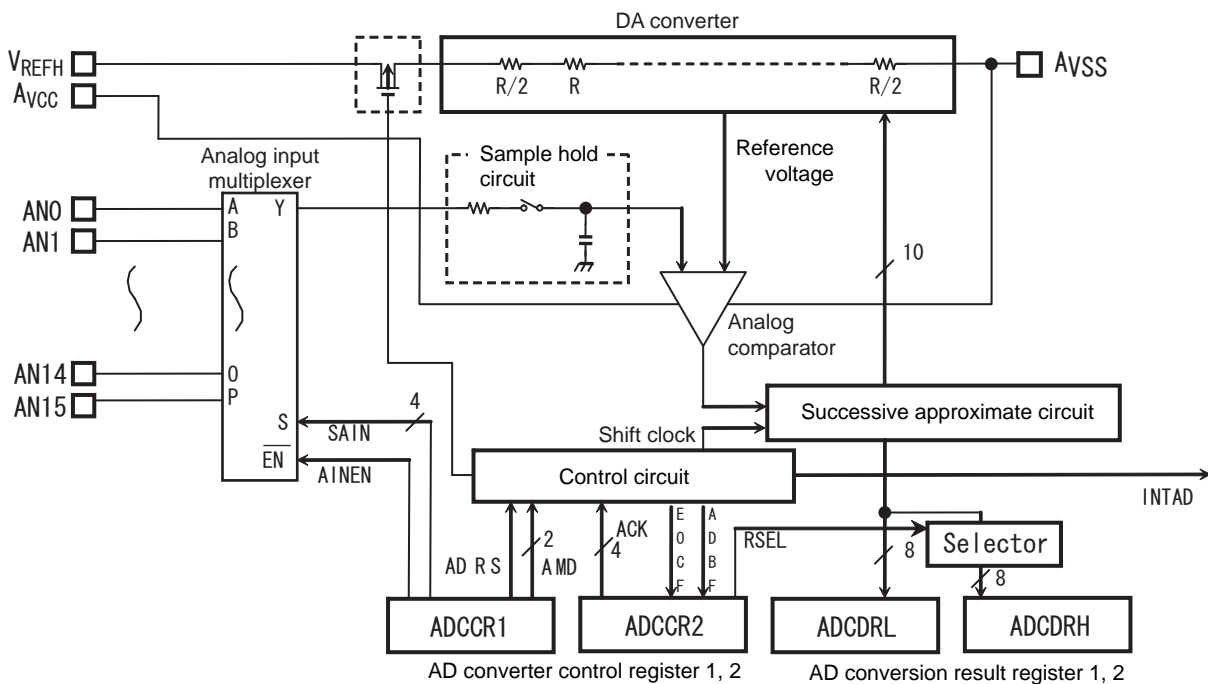 DA converter
VREFH
AVCC
R/2
R
R/2
AVSS
Analog input
multiplexer
Sample hold
circuit
Reference
voltage
AN0
AN1
A
B
Y
10
Analog
comparator
AN14
AN15
O
P
S
EN
4
SAIN
AINEN
Successive approximate circuit
Shift clock
Control circuit
INTAD
AD R S
2
AMD
ACK
4
EOCF
ADBF
RSEL
8
Selector
8
ADCCR1
ADCCR2
ADCDRL
ADCDRH
AD converter control register 1, 2
AD conversion result register 1, 2